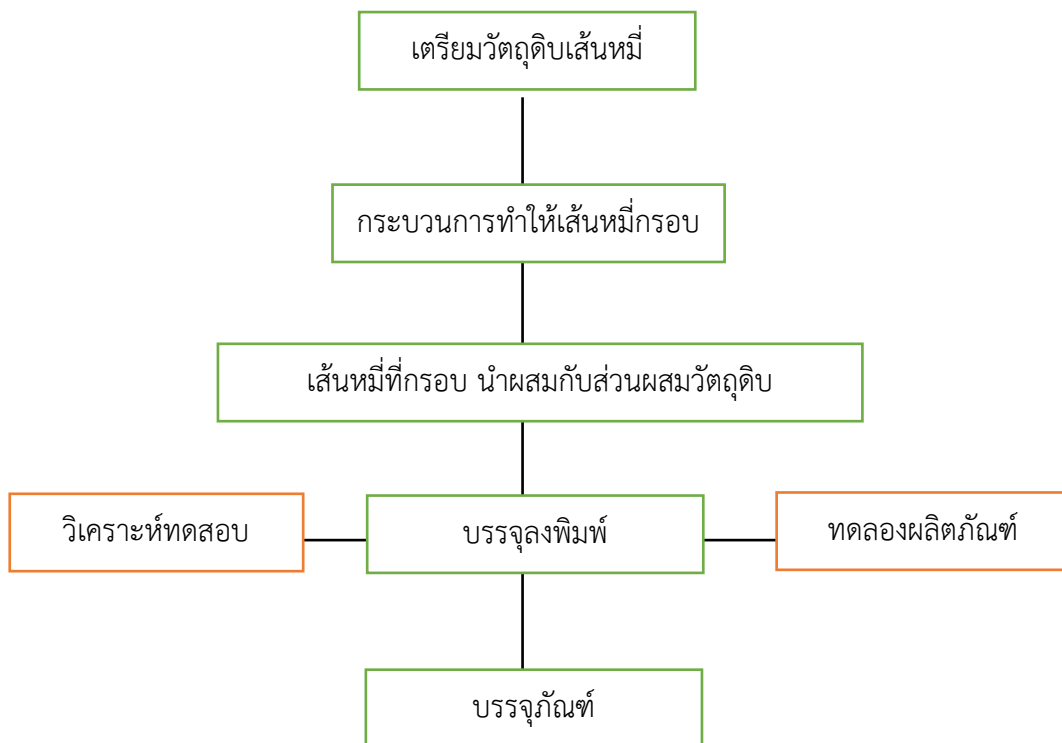 เตรียมวัตถุดิบเส้นหมี่
กระบวนการทำให้เส้นหมี่กรอบ
เส้นหมี่ที่กรอบ นำผสมกับส่วนผสมวัตถุดิบ
วิเคราะห์ทดสอบ
บรรจุลงพิมพ์
ทดลองผลิตภัณฑ์
บรรจุภัณฑ์